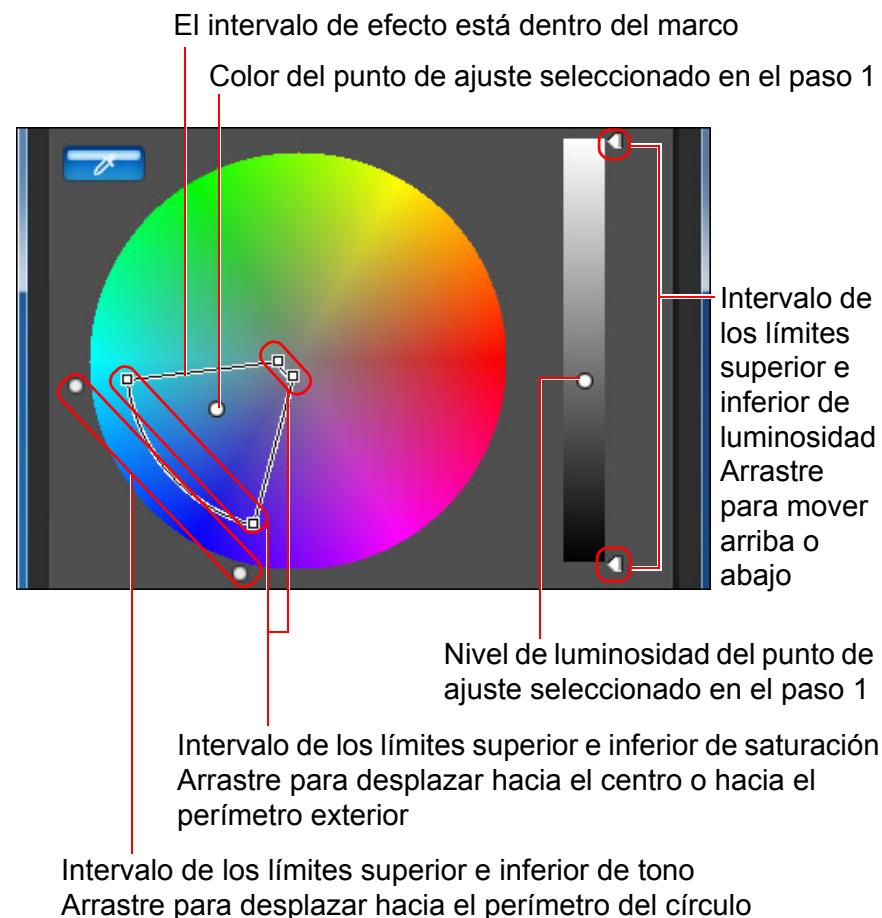 El intervalo de efecto está dentro del marco
Color del punto de ajuste seleccionado en el paso 1
Intervalo de
los límites
superior e
inferior de
luminosidad
Arrastre
para mover
arriba o
abajo
Nivel de luminosidad del punto de
ajuste seleccionado en el paso 1
Intervalo de los límites superior e inferior de saturación
Arrastre para desplazar hacia el centro o hacia el
perímetro exterior
Intervalo de los límites superior e inferior de tono
Arrastre para desplazar hacia el perímetro del círculo